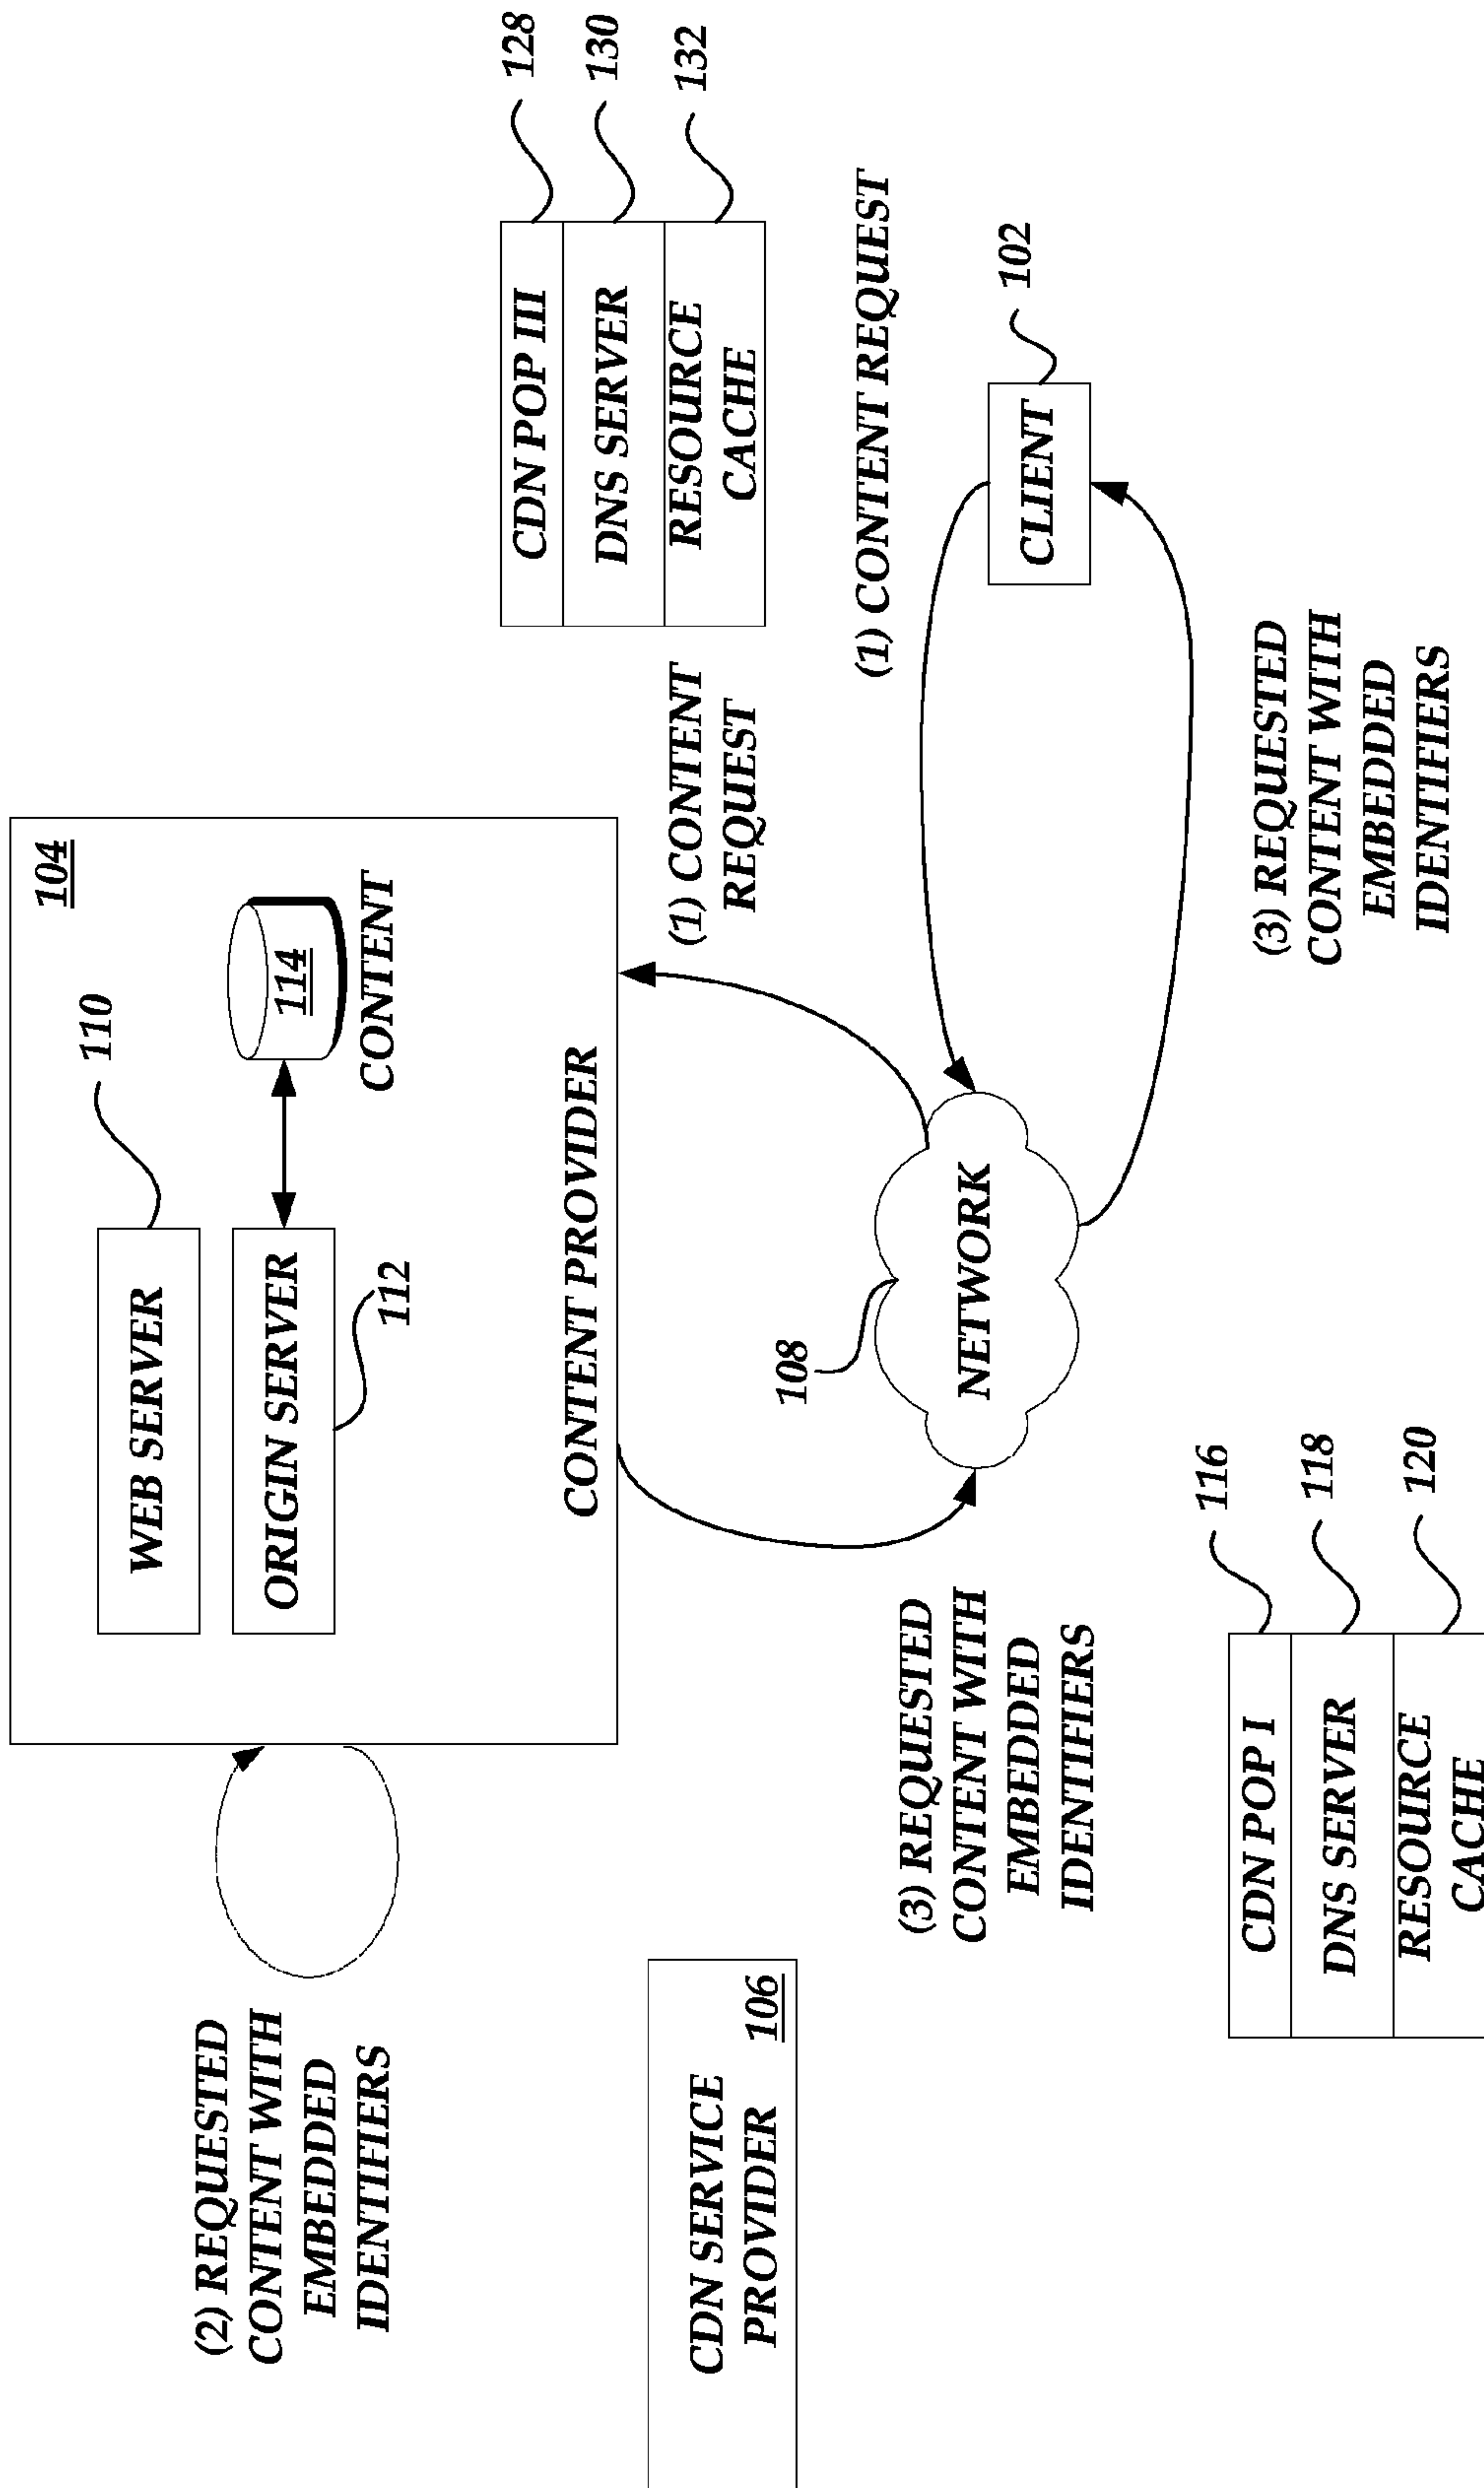 (2) REQUESTED
CONTENT WITH
EMBEDDED
IDENTIFIERS
104
WEB SERVER
110
ORIGIN SERVER
112
114
CONTENT
CONTENT PROVIDER
CDN SERVICE
PROVIDER
106
(1) CONTENT
REQUEST
CDN POP III
128
DNS SERVER
130
RESOURCE
CACHE
132
(3) REQUESTED
CONTENT WITH
EMBEDDED
IDENTIFIERS
108
NETWORK
(1) CONTENT REQUEST
CLIENT
102
CDN POP I
116
DNS SERVER
118
RESOURCE
CACHE
120
(3) REQUESTED
CONTENT WITH
EMBEDDED
IDENTIFIERS